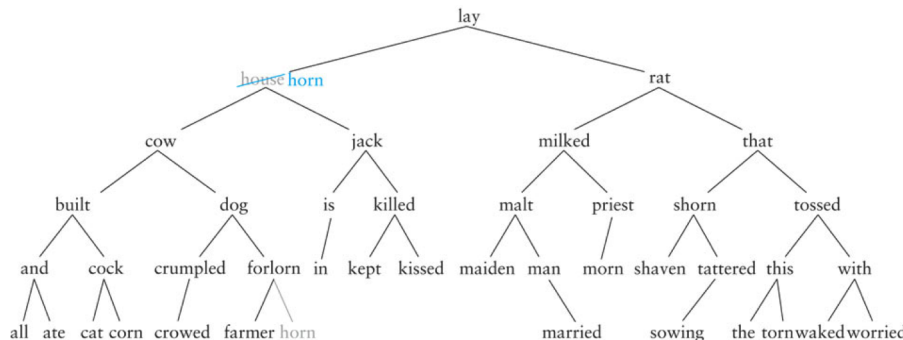 lay
house horn rat
cow jack milked that
built dog is killed malt priest shorn tossed
and cock crumpled forlorn in kept kissed maiden man morn shaven tattered this with
all ate cat corn crowed farmer horn married sowing the torn waked worried